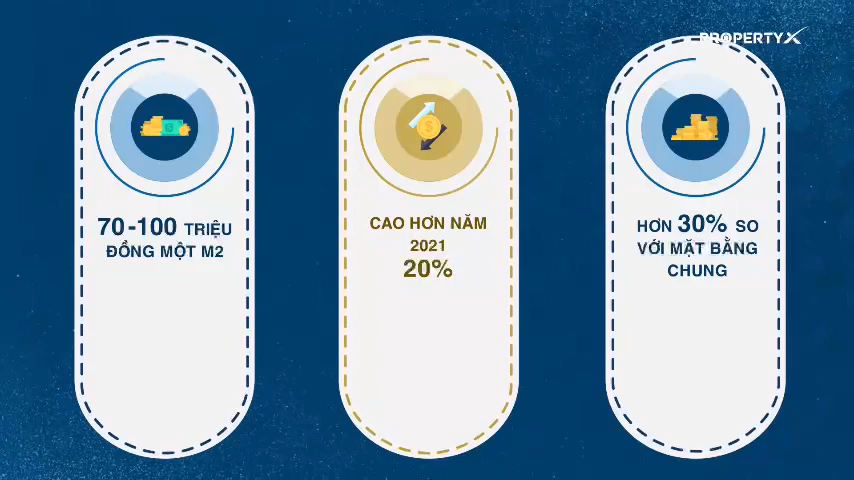 PROPERTYX
70-100 TRIỆU
ĐỒNG MỘT M2
CAO HƠN NĂM
2021
20%
HƠN 30% SO
VỚI MẶT BẰNG
CHUNG